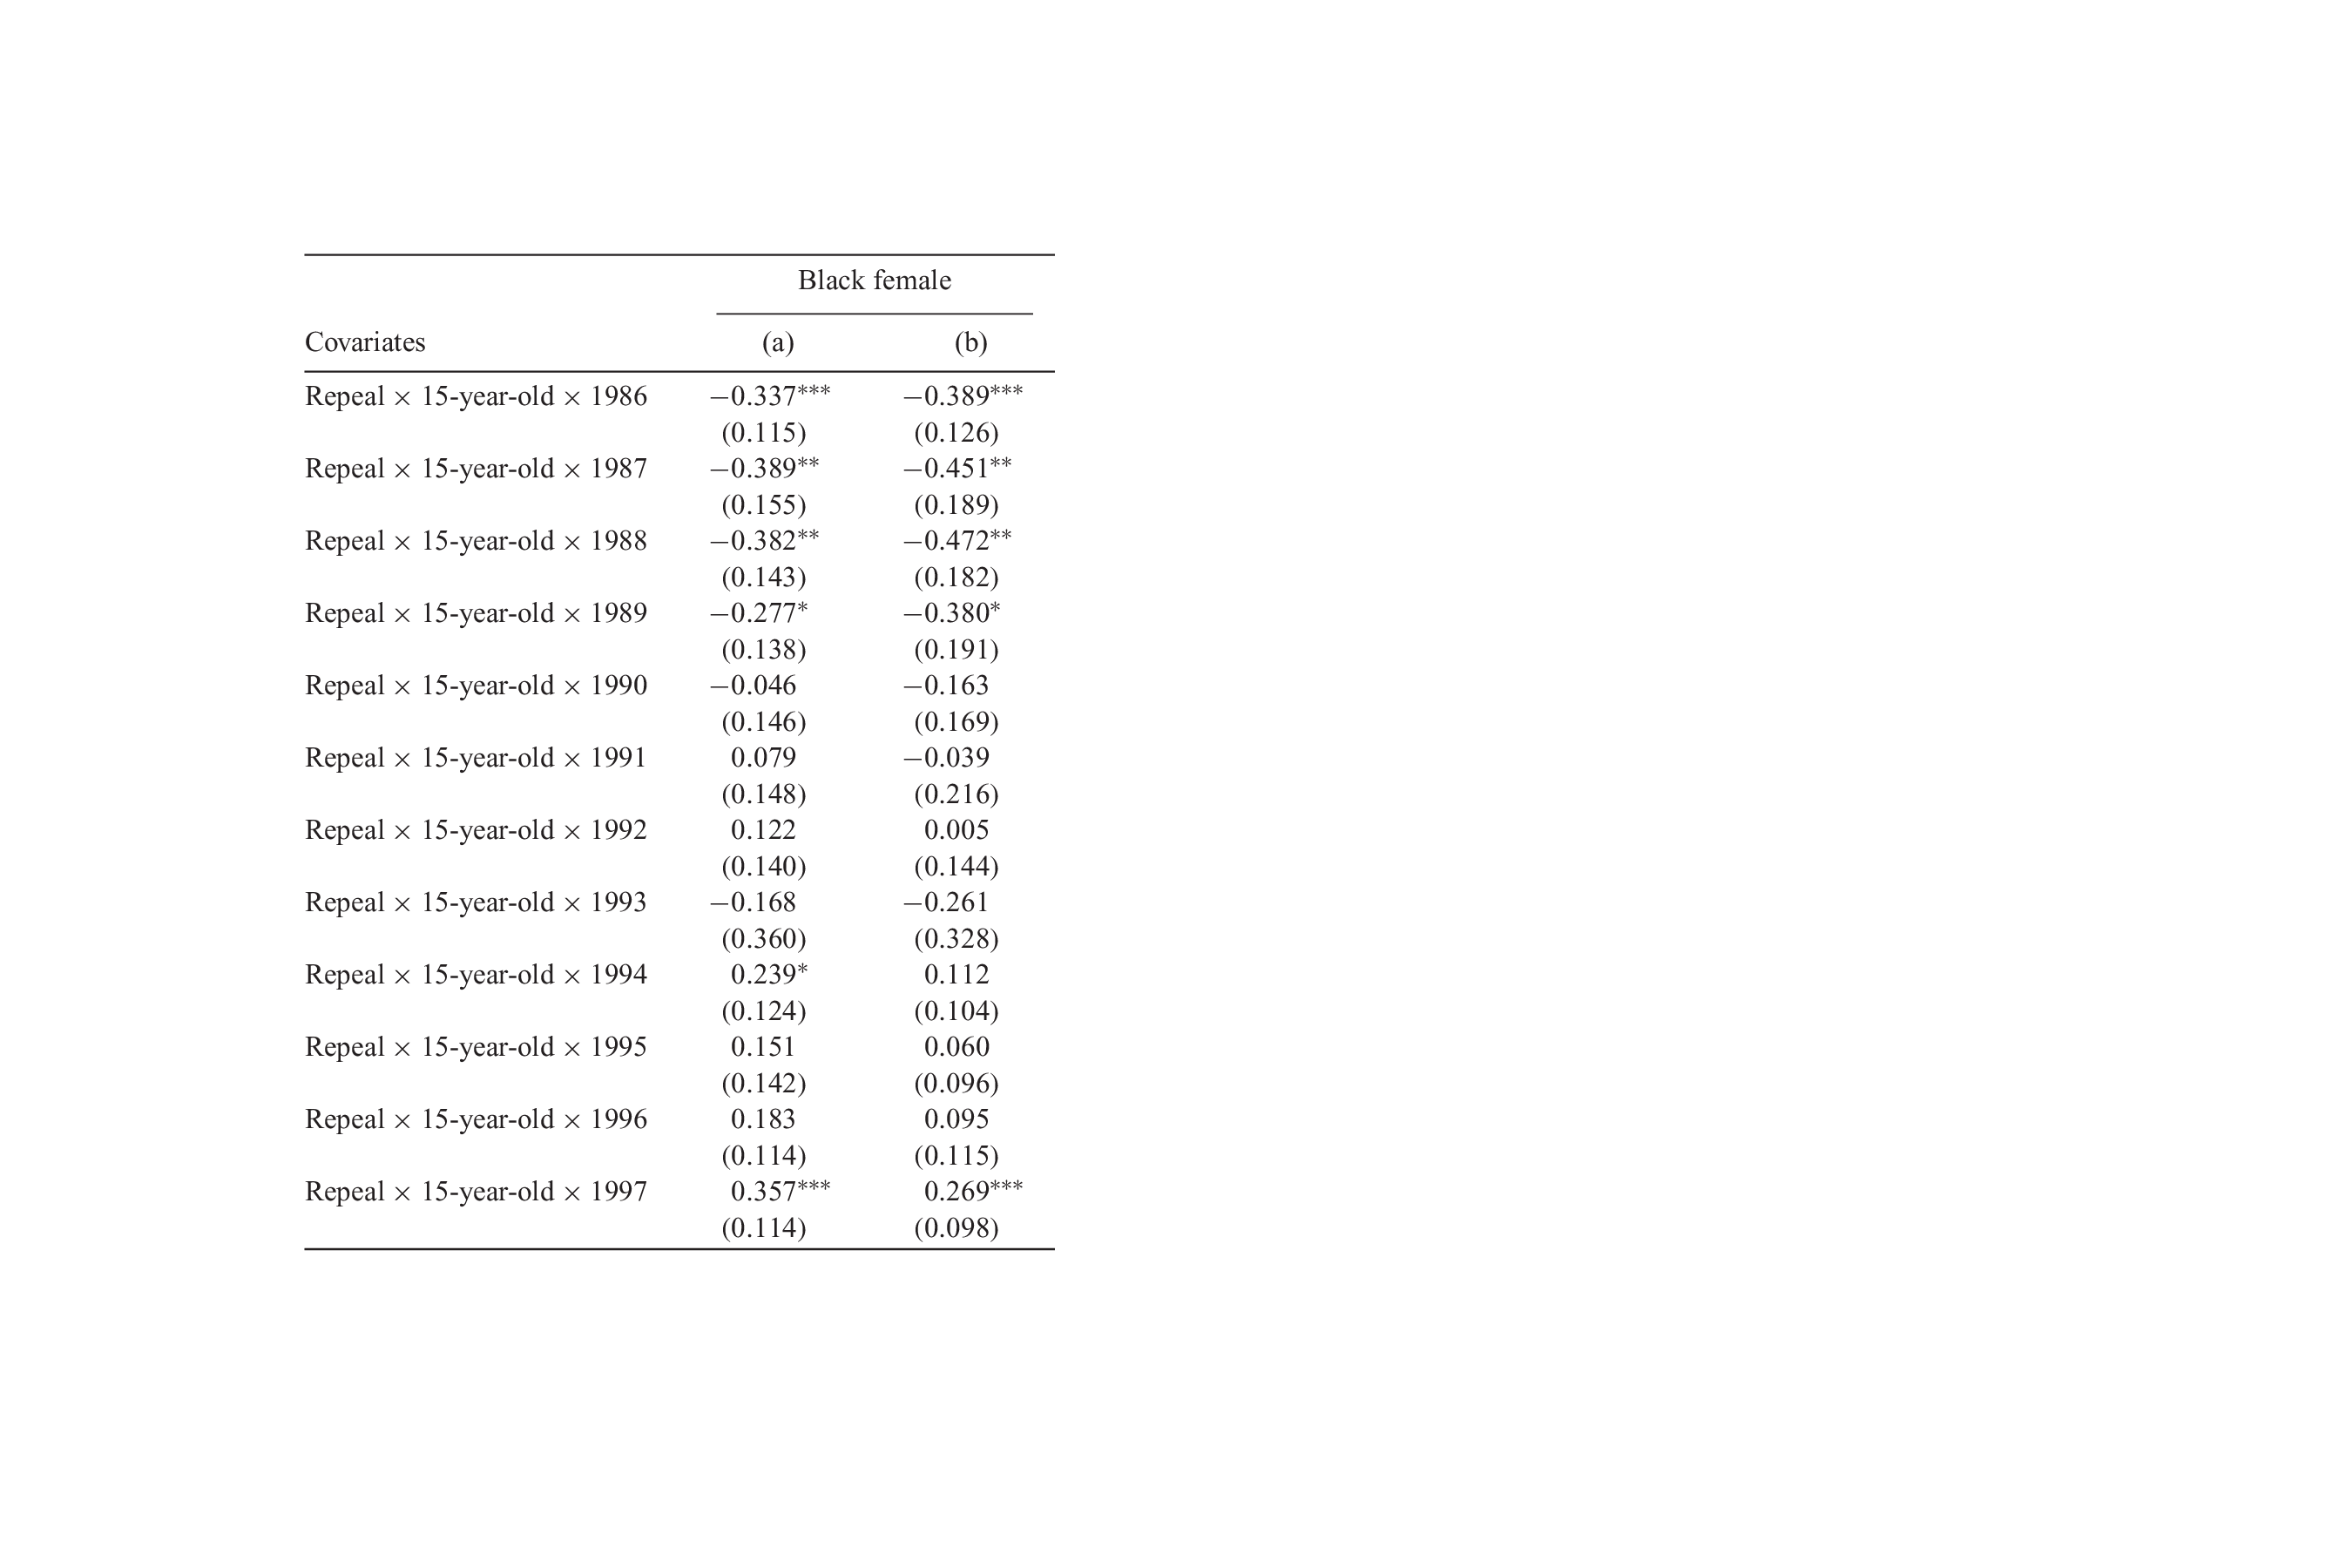 Black female
Covariates (a) (b)
Repeal × 15-year-old × 1986 −0.337*** −0.389***
(0.115) (0.126)
Repeal × 15-year-old × 1987 −0.389** −0.451**
(0.155) (0.189)
Repeal × 15-year-old × 1988 −0.382** −0.472**
(0.143) (0.182)
Repeal × 15-year-old × 1989 −0.277* −0.380*
(0.138) (0.191)
Repeal × 15-year-old × 1990 −0.046 −0.163
(0.146) (0.169)
Repeal × 15-year-old × 1991 0.079 −0.039
(0.148) (0.216)
Repeal × 15-year-old × 1992 0.122 0.005
(0.140) (0.144)
Repeal × 15-year-old × 1993 −0.168 −0.261
(0.360) (0.328)
Repeal × 15-year-old × 1994 0.239* 0.112
(0.124) (0.104)
Repeal × 15-year-old × 1995 0.151 0.060
(0.142) (0.096)
Repeal × 15-year-old × 1996 0.183 0.095
(0.114) (0.115)
Repeal × 15-year-old × 1997 0.357*** 0.269***
(0.114) (0.098)